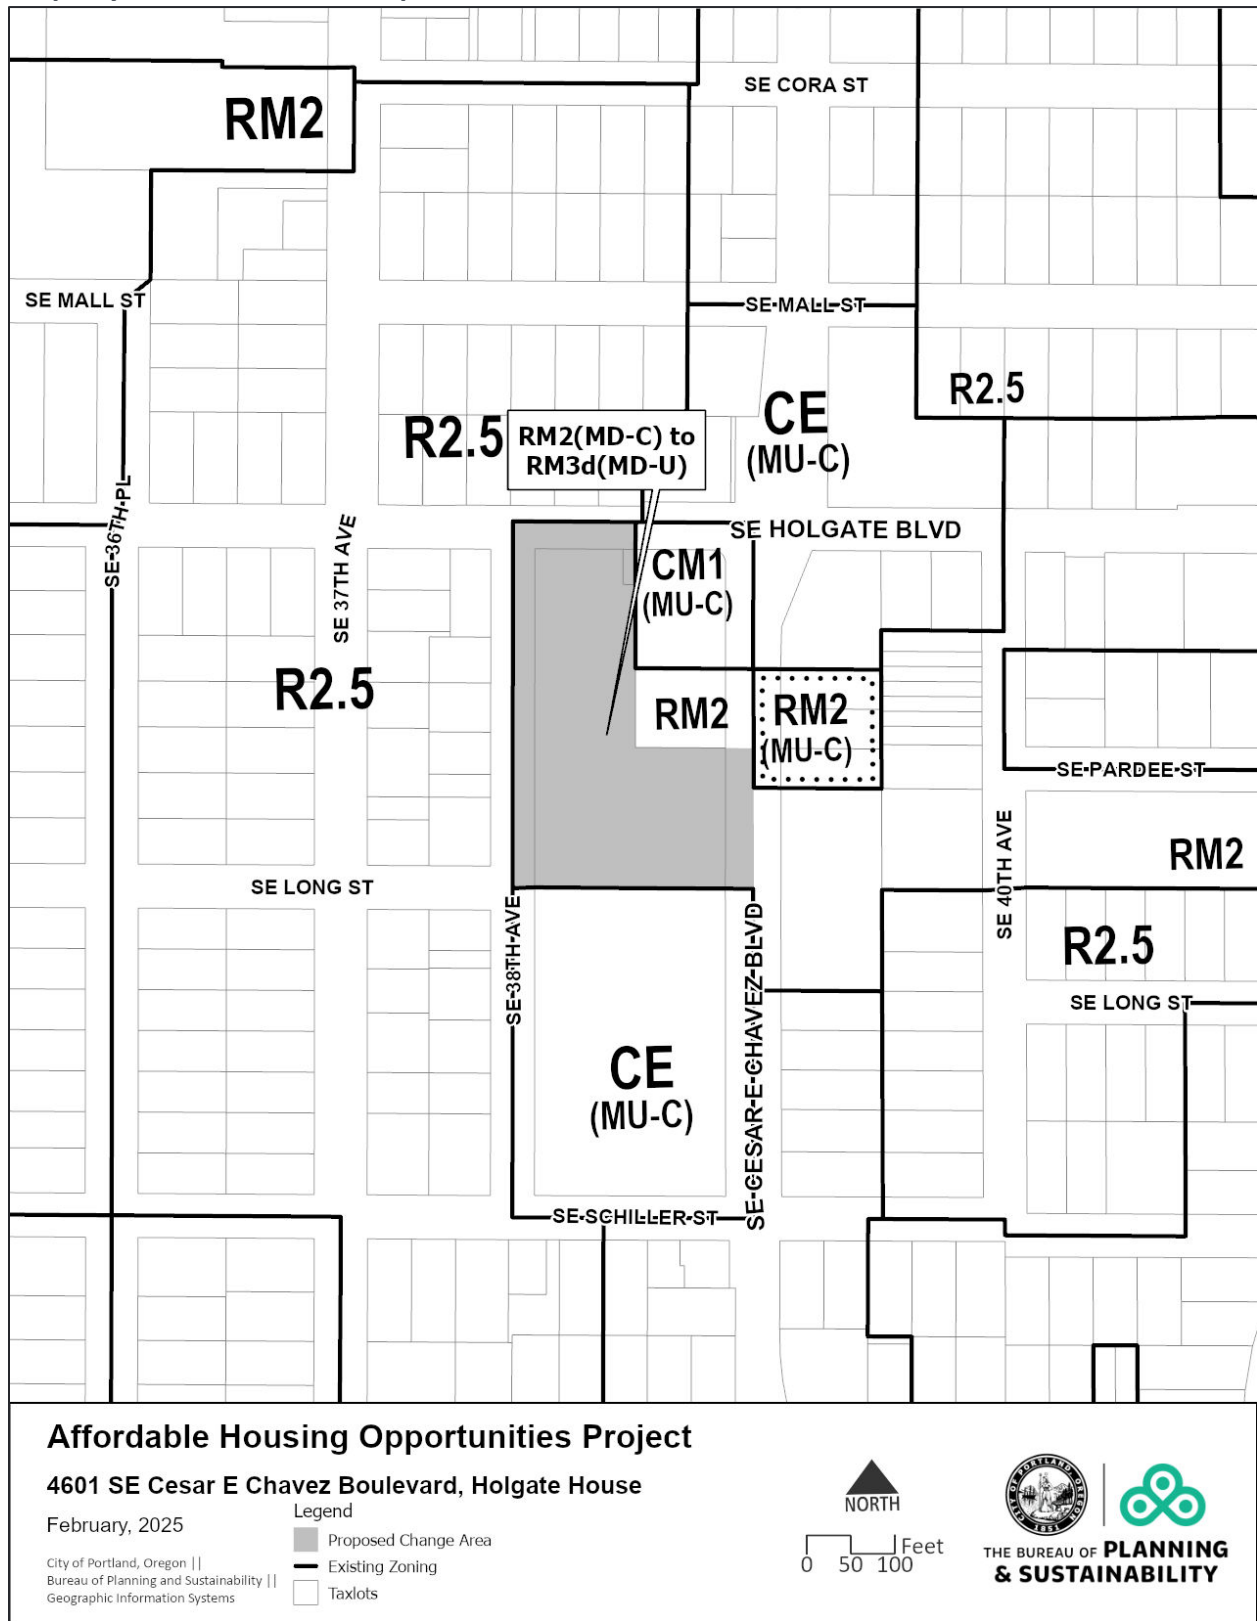 SE CORA ST
RM2
SE MALL ST
SE MALL ST
R2.5
CE
(MU-C)
R2.5
RM2(MD-C) to
RM3d(MD-U)
SE 36TH PL
SE 37TH AVE
SE HOLGATE BLVD
CM1
(MU-C)
R2.5
RM2
RM2
(MU-C)
SE PARDEE ST
SE 40TH AVE
RM2
SE LONG ST
SE 38TH AVE
SE CESAR E CHAVEZ BLVD
R2.5
SE LONG ST
CE
(MU-C)
SE SCHILLER ST
Affordable Housing Opportunities Project
4601 SE Cesar E Chavez Boulevard, Holgate House
February, 2025
City of Portland, Oregon ||
Bureau of Planning and Sustainability ||
Geographic Information Systems
Legend
Proposed Change Area
Existing Zoning
Taxlots
NORTH
Feet
0 50 100
CITY OF PORTLAND, OREGON
1851
THE BUREAU OF PLANNING
& SUSTAINABILITY